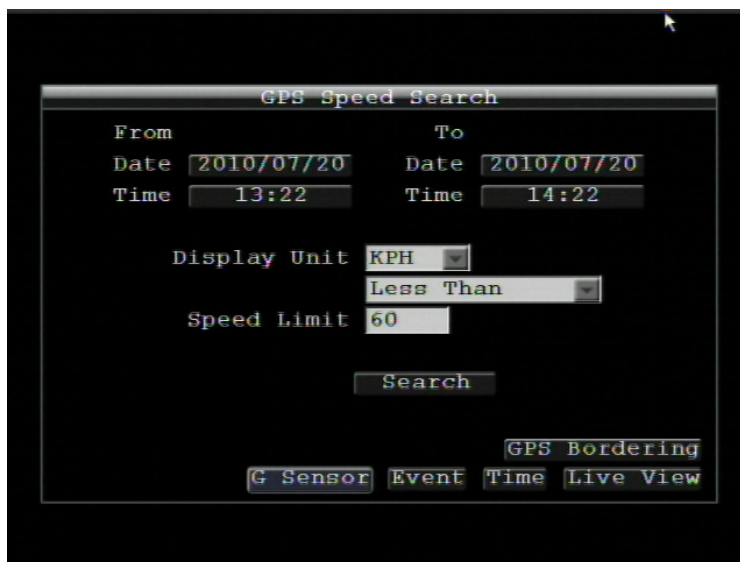 GPS Speed Search
From To
Date 2010/07/20 Date 2010/07/20
Time 13:22 Time 14:22
Display Unit KPH
Less Than
Speed Limit 60
Search
GPS Bordering
G Sensor Event Time Live View